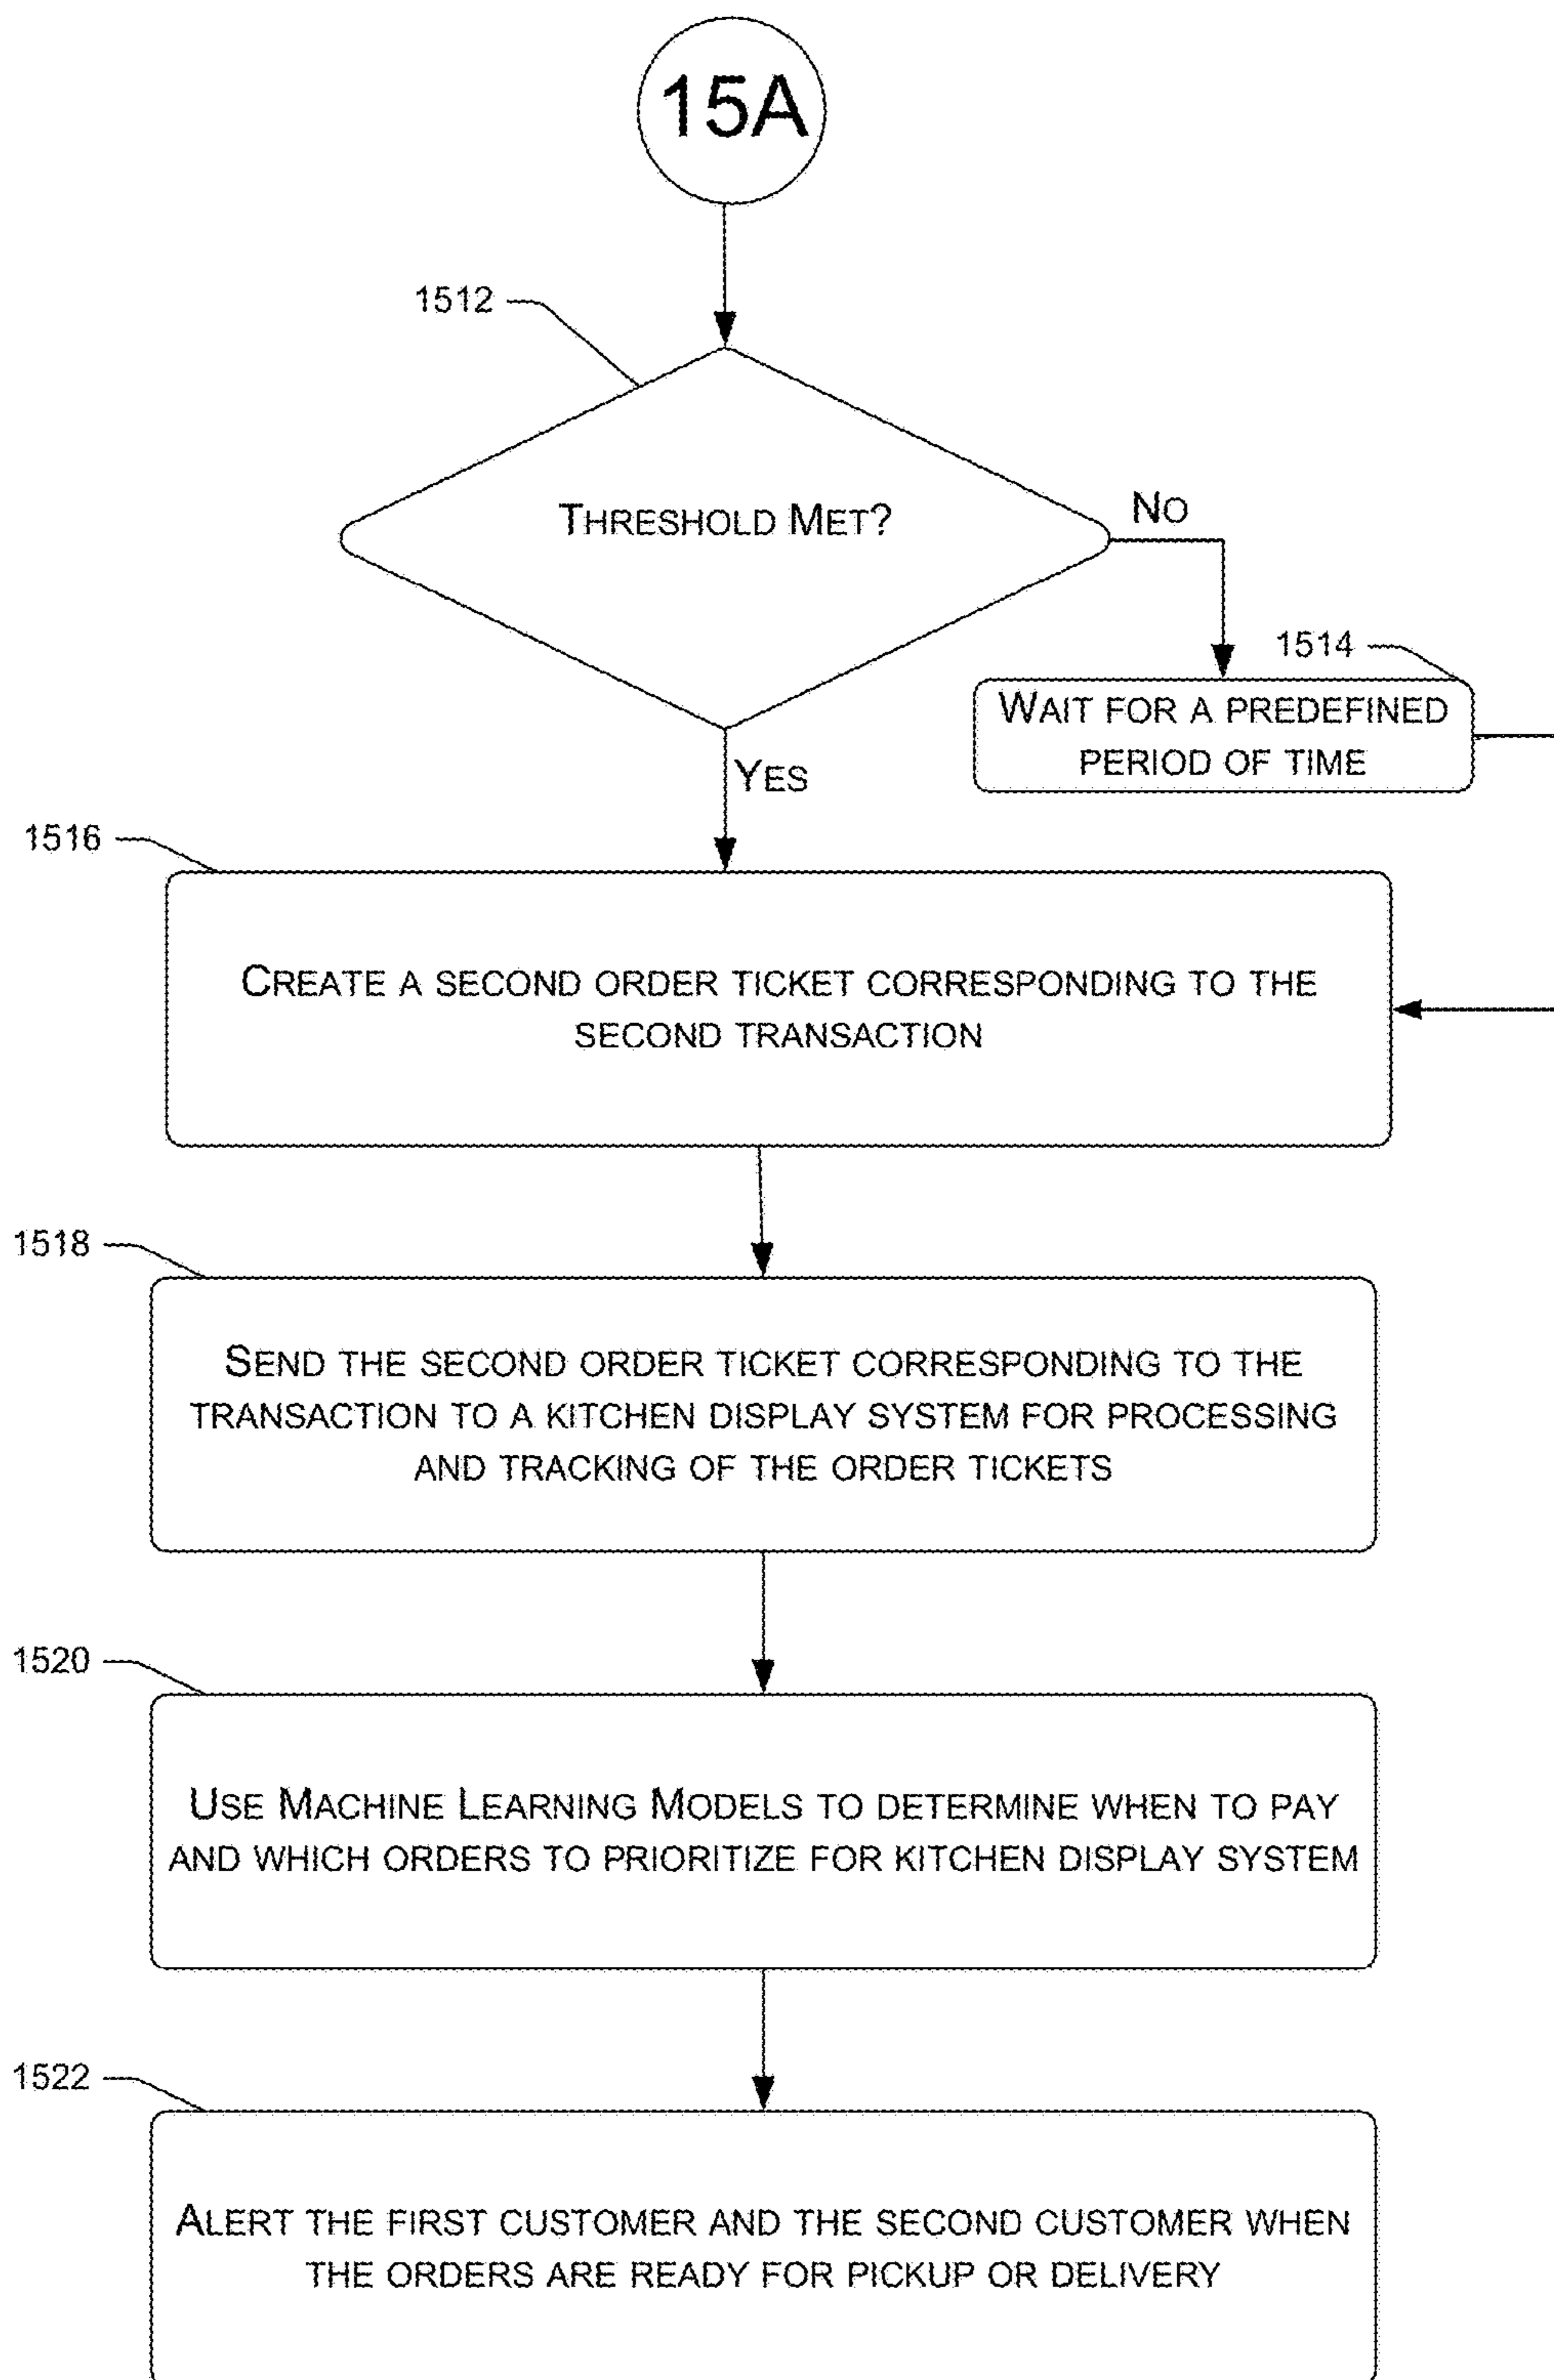 15A
1512
THRESHOLD MET?
NO
1514
WAIT FOR A PREDEFINED
PERIOD OF TIME
YES
1516
CREATE A SECOND ORDER TICKET CORRESPONDING TO THE
SECOND TRANSACTION
1518
SEND THE SECOND ORDER TICKET CORRESPONDING TO THE
TRANSACTION TO A KITCHEN DISPLAY SYSTEM FOR PROCESSING
AND TRACKING OF THE ORDER TICKETS
1520
USE MACHINE LEARNING MODELS TO DETERMINE WHEN TO PAY
AND WHICH ORDERS TO PRIORITIZE FOR KITCHEN DISPLAY SYSTEM
1522
ALERT THE FIRST CUSTOMER AND THE SECOND CUSTOMER WHEN
THE ORDERS ARE READY FOR PICKUP OR DELIVERY